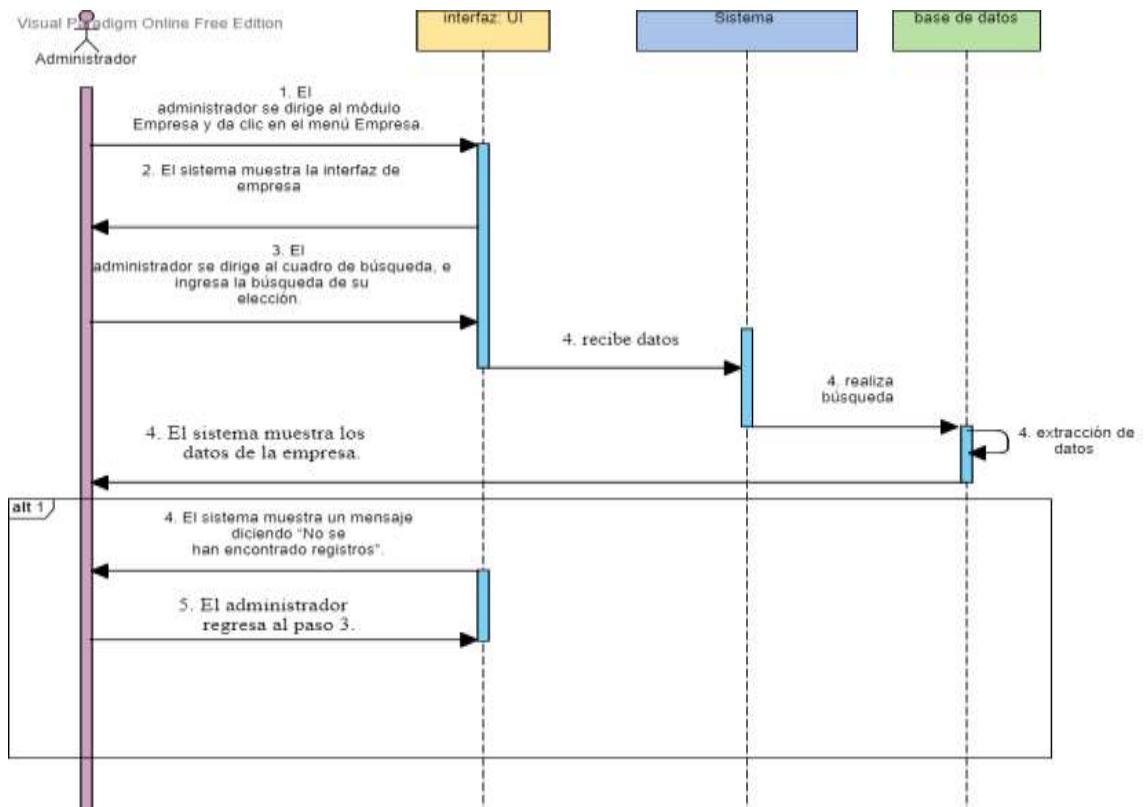 Visual Paradigm Online Free Edition
interfaz: UI
Sistema
base de datos
Administrador
1. El
administrador se dirige al módulo
Empresa y da clic en el menú Empresa.
2. El sistema muestra la interfaz de
empresa
3. El
administrador se dirige al cuadro de búsqueda, e
ingresa la búsqueda de su
elección.
4. recibe datos
4. realiza
búsqueda
4. extracción de
datos
4. El sistema muestra los
datos de la empresa.
alt 1
4. El sistema muestra un mensaje
diciendo “No se
han encontrado registros”.
5. El administrador
regresa al paso 3.